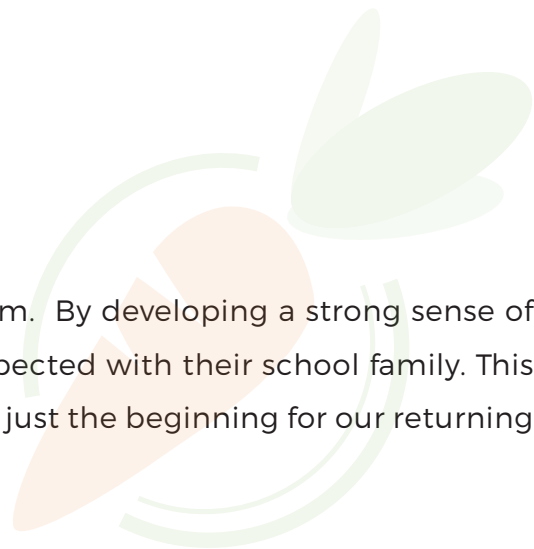 m. By developing a strong sense of
pected with their school family. This
just the beginning for our returning